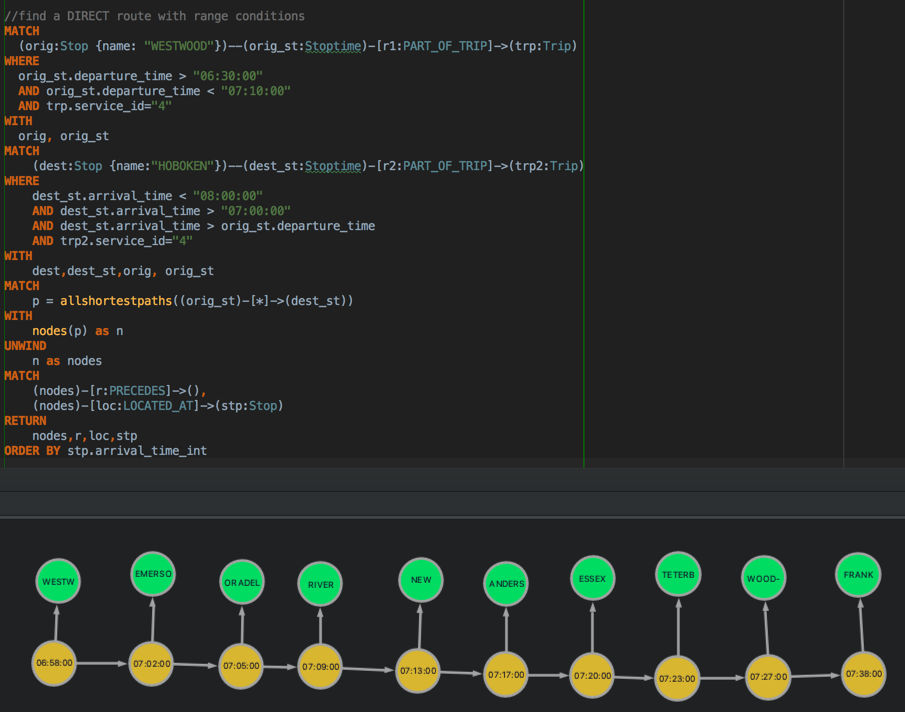 //find a DIRECT route with range conditions
MATCH
(orig:Stop {name: "WESTWOOD"})--(orig_st:Stoptime)-[r1:PART_OF_TRIP]->(trp:Trip)
WHERE
orig_st.departure_time > "06:30:00"
AND orig_st.departure_time < "07:10:00"
AND trp.service_id="4"
WITH
orig, orig_st
MATCH
(dest:Stop {name:"HOBOKEN"})--(dest_st:Stoptime)-[r2:PART_OF_TRIP]->(trp2:Trip)
WHERE
dest_st.arrival_time < "08:00:00"
AND dest_st.arrival_time > "07:00:00"
AND dest_st.arrival_time > orig_st.departure_time
AND trp2.service_id="4"
WITH
dest,dest_st,orig, orig_st
MATCH
p = allshortestpaths((orig_st)-[*]->(dest_st))
WITH
nodes(p) as n
UNWIND
n as nodes
MATCH
(nodes)-[r:PRECEDES]->(),
(nodes)-[loc:LOCATED_AT]->(stp:Stop)
RETURN
nodes,r,loc,stp
ORDER BY stp.arrival_time_int
WESTW EMERSO ORADEL RIVER NEW ANDERS ESSEX TETERB WOOD- FRANK
06:58:00 07:02:00 07:05:00 07:09:00 07:13:00 07:17:00 07:20:00 07:23:00 07:27:00 07:38:00